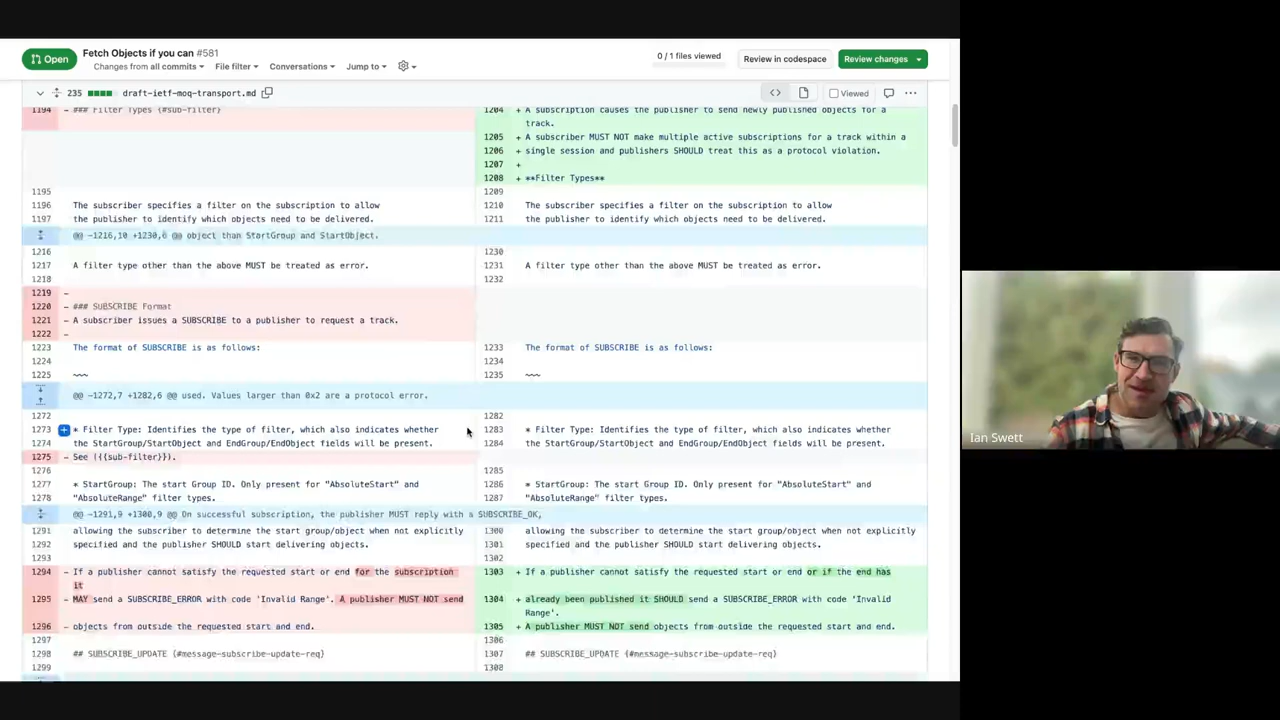 Open
Fetch Objects if you can #581
Changes from all commits
File filter
Conversations
Jump to
0 / 1 files viewed
Review in codespace
Review changes
235
draft-ietf-moq-transport.md
Viewed
1194 - ### Filter Types {#sub-filter}
1204 + A subscription causes the publisher to send newly published objects for a
track.
1205 + A subscriber MUST NOT make multiple active subscriptions for a track within a
1206 + single session and publishers SHOULD treat this as a protocol violation.
1207 +
1208 + **Filter Types**
1195 1209
1196 The subscriber specifies a filter on the subscription to allow 1210 The subscriber specifies a filter on the subscription to allow
1197 the publisher to identify which objects need to be delivered. 1211 the publisher to identify which objects need to be delivered.
@@ -1216,10 +1230,6 @@ object than StartGroup and StartObject.
1216 1230
1217 A filter type other than the above MUST be treated as error. 1231 A filter type other than the above MUST be treated as error.
1218 1232
1219 -
1220 - ### SUBSCRIBE Format
1221 - A subscriber issues a SUBSCRIBE to a publisher to request a track.
1222 -
1223 The format of SUBSCRIBE is as follows: 1233 The format of SUBSCRIBE is as follows:
1224 1234
1225 ~~~ 1235 ~~~
@@ -1272,7 +1282,6 @@ used. Values larger than 0x2 are a protocol error.
1272 1282
1273 * Filter Type: Identifies the type of filter, which also indicates whether 1283 * Filter Type: Identifies the type of filter, which also indicates whether
1274 the StartGroup/StartObject and EndGroup/EndObject fields will be present. 1284 the StartGroup/StartObject and EndGroup/EndObject fields will be present.
1275 - See ({{sub-filter}}).
1276 1285
1277 * StartGroup: The start Group ID. Only present for "AbsoluteStart" and 1286 * StartGroup: The start Group ID. Only present for "AbsoluteStart" and
1278 "AbsoluteRange" filter types. 1287 "AbsoluteRange" filter types.
@@ -1291,9 +1300,9 @@ On successful subscription, the publisher MUST reply with a SUBSCRIBE_OK,
1291 allowing the subscriber to determine the start group/object when not explicitly 1300 allowing the subscriber to determine the start group/object when not explicitly
1292 specified and the publisher SHOULD start delivering objects. 1301 specified and the publisher SHOULD start delivering objects.
1293 1302
1294 - If a publisher cannot satisfy the requested start or end for the subscription 1303 + If a publisher cannot satisfy the requested start or end or if the end has
it
1295 - MAY send a SUBSCRIBE_ERROR with code 'Invalid Range'. A publisher MUST NOT send 1304 + already been published it SHOULD send a SUBSCRIBE_ERROR with code 'Invalid
Range'.
1296 - objects from outside the requested start and end. 1305 + A publisher MUST NOT send objects from outside the requested start and end.
1297 1306
1298 ## SUBSCRIBE_UPDATE {#message-subscribe-update-req} 1307 ## SUBSCRIBE_UPDATE {#message-subscribe-update-req}
1299 1308
Ian Swett